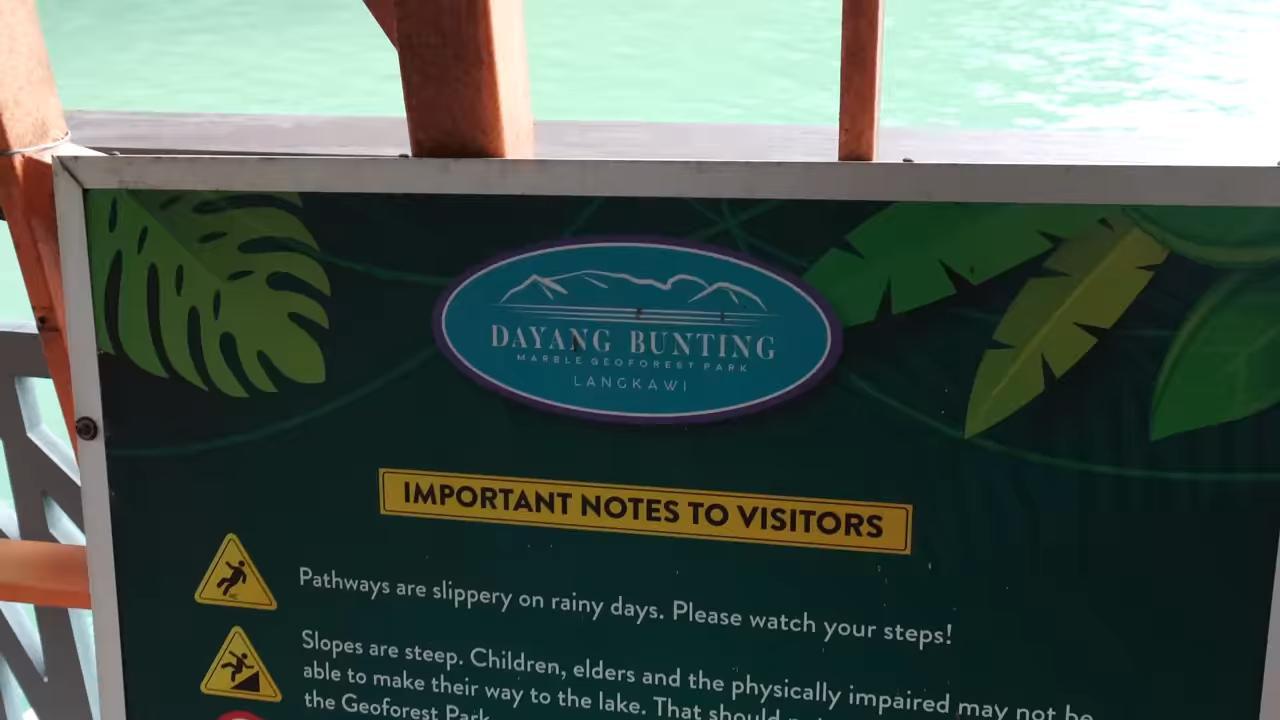 DAYANG BUNTING
MARBLE GEOFOREST PARK
LANGKAWI
IMPORTANT NOTES TO VISITORS
Pathways are slippery on rainy days. Please watch your steps!
Slopes are steep. Children, elders and the physically impaired may not be
able to make their way to the lake. That should
the Geoforest Park